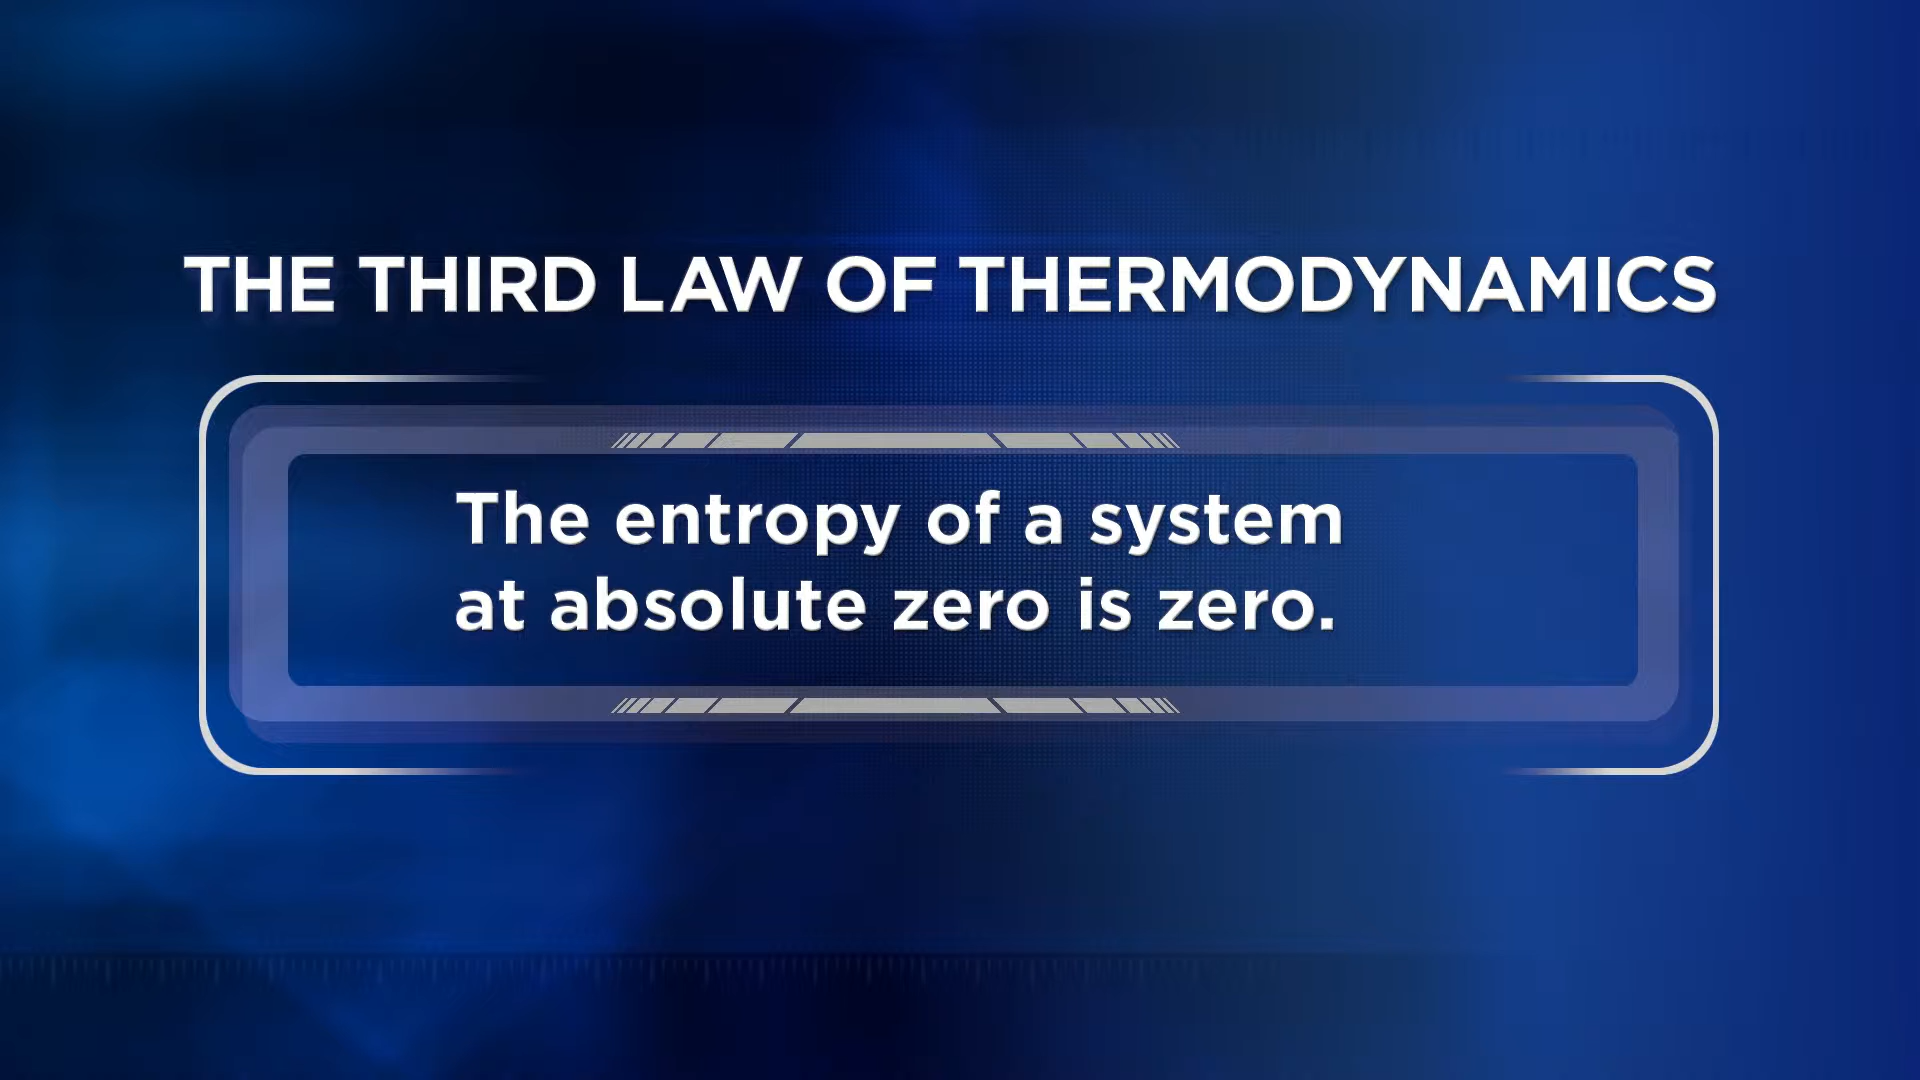 THE THIRD LAW OF THERMODYNAMICS
The entropy of a system
at absolute zero is zero.